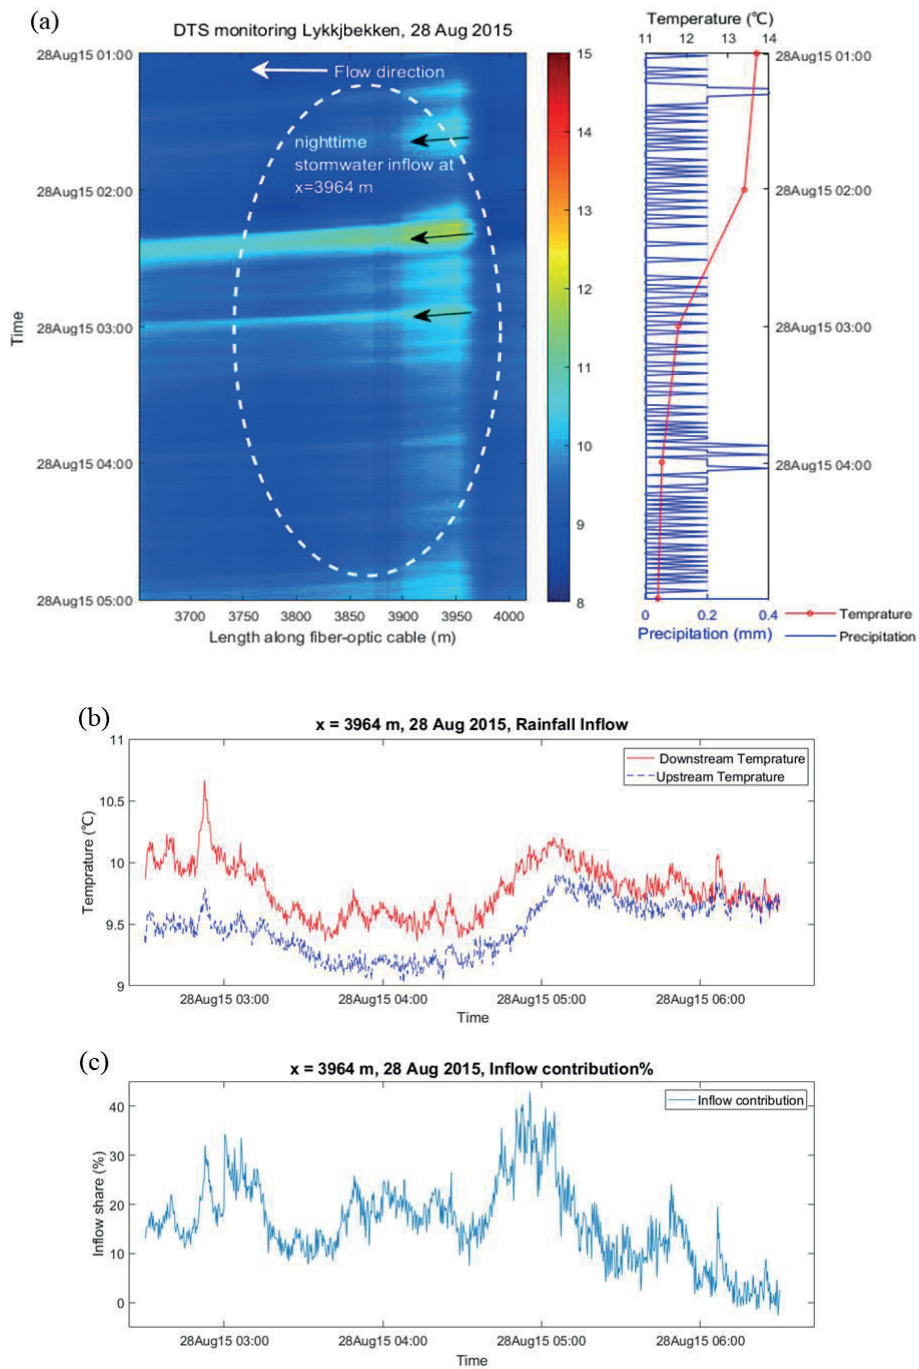 (a)
DTS monitoring Lykkjbekken, 28 Aug 2015
28Aug15 01:00
28Aug15 02:00
28Aug15 03:00
28Aug15 04:00
28Aug15 05:00
Time
Flow direction
nighttime
stormwater inflow at
x=3964 m
3700 3750 3800 3850 3900 3950 4000
Length along fiber-optic cable (m)
15
14
13
12
11
10
9
8
Temperature (℃)
11 12 13 14
28Aug15 01:00
28Aug15 02:00
28Aug15 03:00
28Aug15 04:00
0 0.2 0.4
Precipitation (mm)
Temprature
Precipitation
(b)
x = 3964 m, 28 Aug 2015, Rainfall Inflow
11
10.5
10
9.5
9
Temprature (℃)
Downstream Temprature
Upstream Temprature
28Aug15 03:00 28Aug15 04:00 28Aug15 05:00 28Aug15 06:00
Time
(c)
x = 3964 m, 28 Aug 2015, Inflow contribution%
40
30
20
10
0
Inflow share (%)
Inflow contribution
28Aug15 03:00 28Aug15 04:00 28Aug15 05:00 28Aug15 06:00
Time